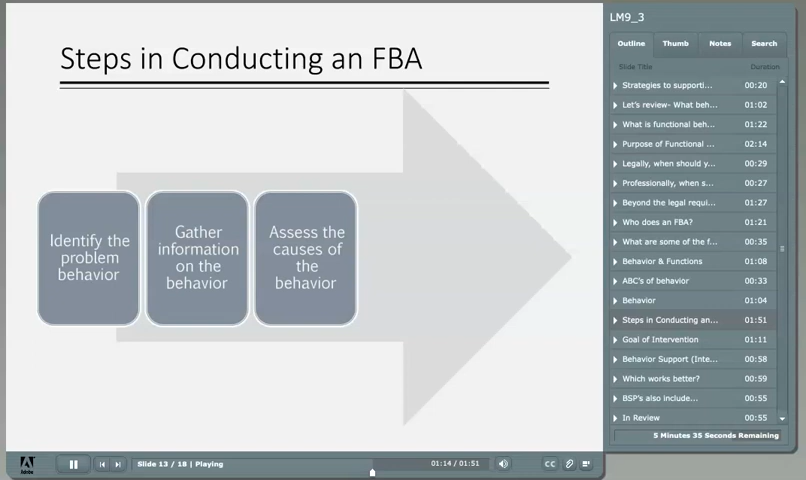 Steps in Conducting an FBA
Identify the
problem
behavior
Gather
information
on the
behavior
Assess the
causes of
the
behavior
LM9_3
Outline
Thumb
Notes
Search
Slide Title
Duration
Strategies to supporti... 00:20
Let's review- What beh... 01:02
What is functional beh... 01:22
Purpose of Functional ... 02:14
Legally, when should y... 00:29
Professionally, when s... 00:27
Beyond the legal requi... 01:27
Who does an FBA? 01:21
What are some of the f... 00:35
Behavior & Functions 01:08
ABC's of behavior 00:33
Behavior 01:04
Steps in Conducting an... 01:51
Goal of Intervention 01:11
Behavior Support (Inte... 00:58
Which works better? 00:59
BSP's also include... 00:55
In Review 00:55
5 Minutes 35 Seconds Remaining
Adobe
Slide 13 / 18 | Playing
01:14 / 01:51
CC